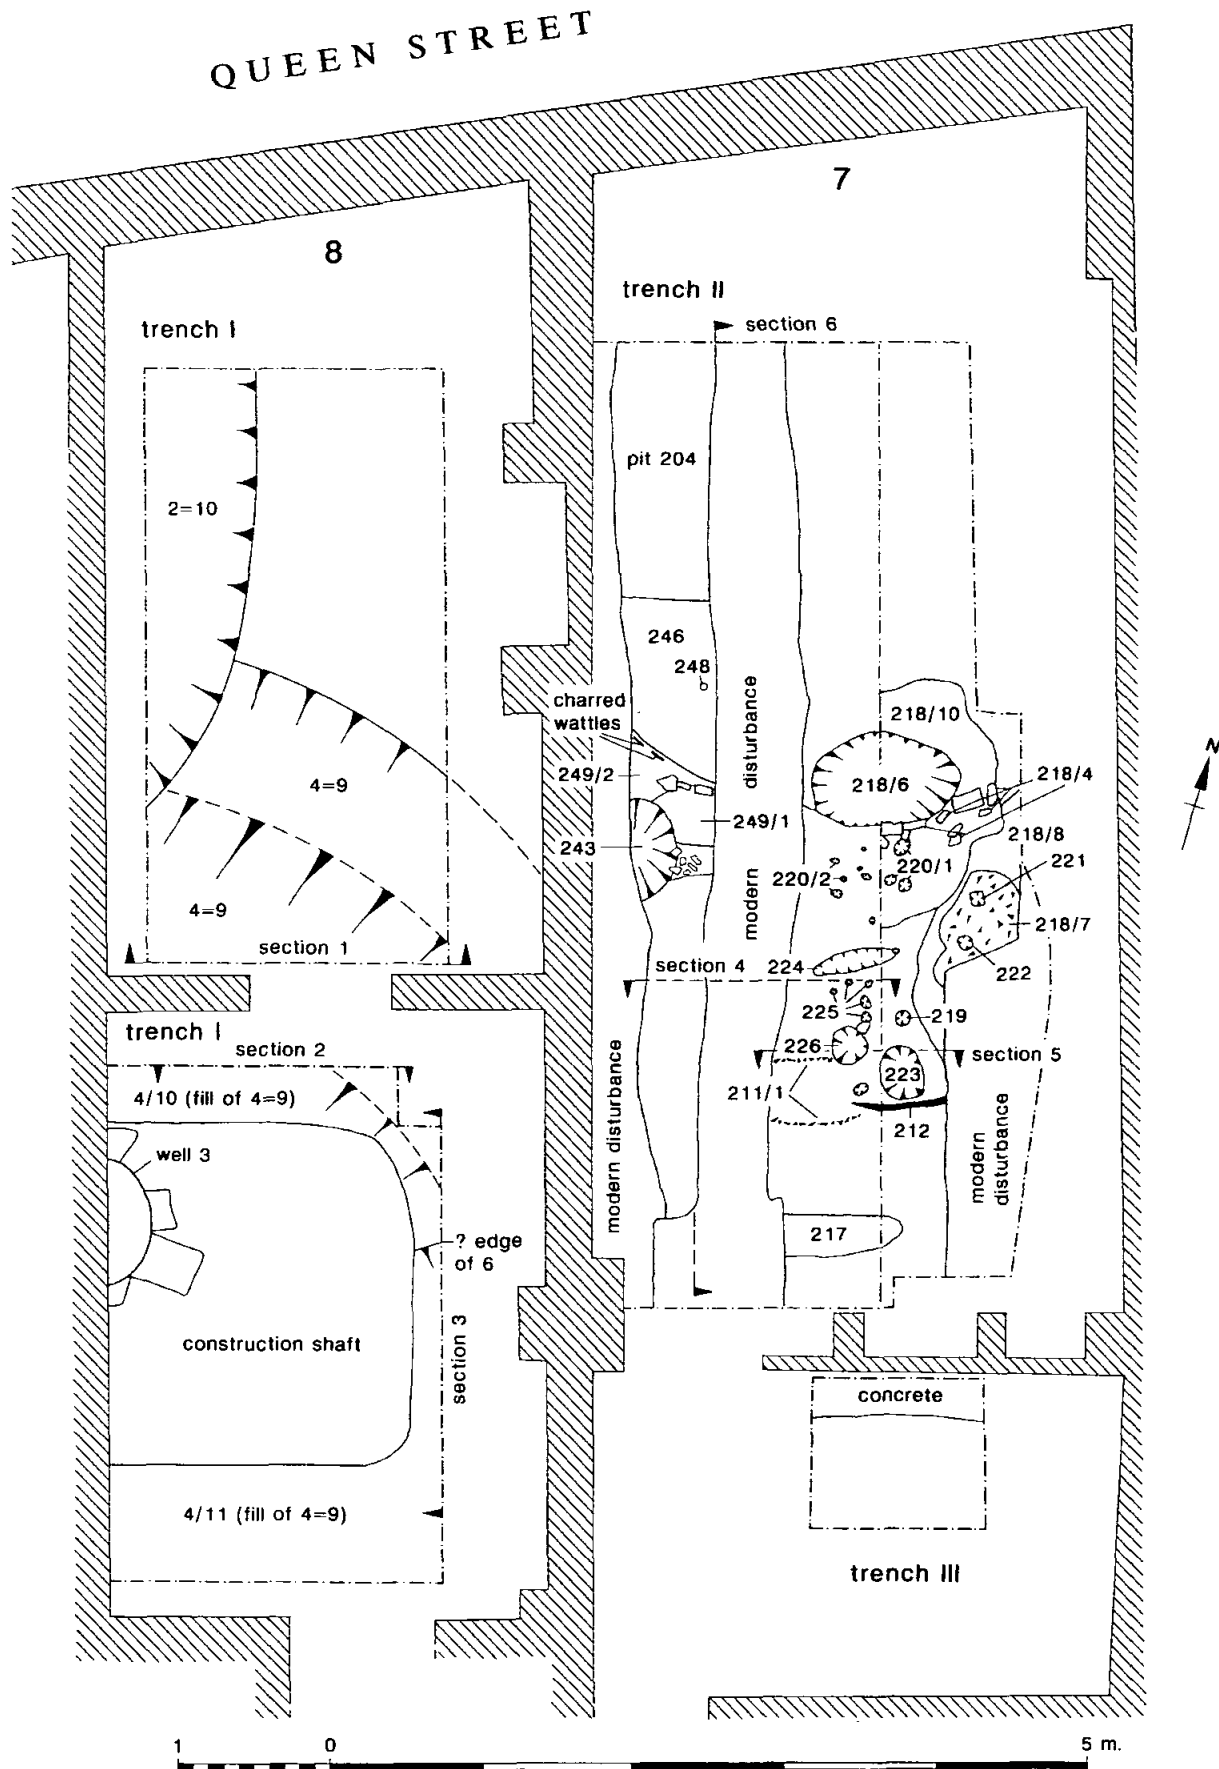 QUEEN STREET
7
8
trench II
trench I
section 6
pit 204
2=10
246
248
charred
wattles
disturbance
218/10
249/2
218/6
218/4
4=9
249/1
218/8
243
220/1
221
220/2
modern
4=9
218/7
section 1
section 4
224
222
N
trench I
225
219
section 2
226
section 5
4/10 (fill of 4=9)
223
211/1
212
modern disturbance
modern
disturbance
well 3
217
? edge
of 6
construction shaft
section 3
concrete
4/11 (fill of 4=9)
trench III
1
0
5 m.